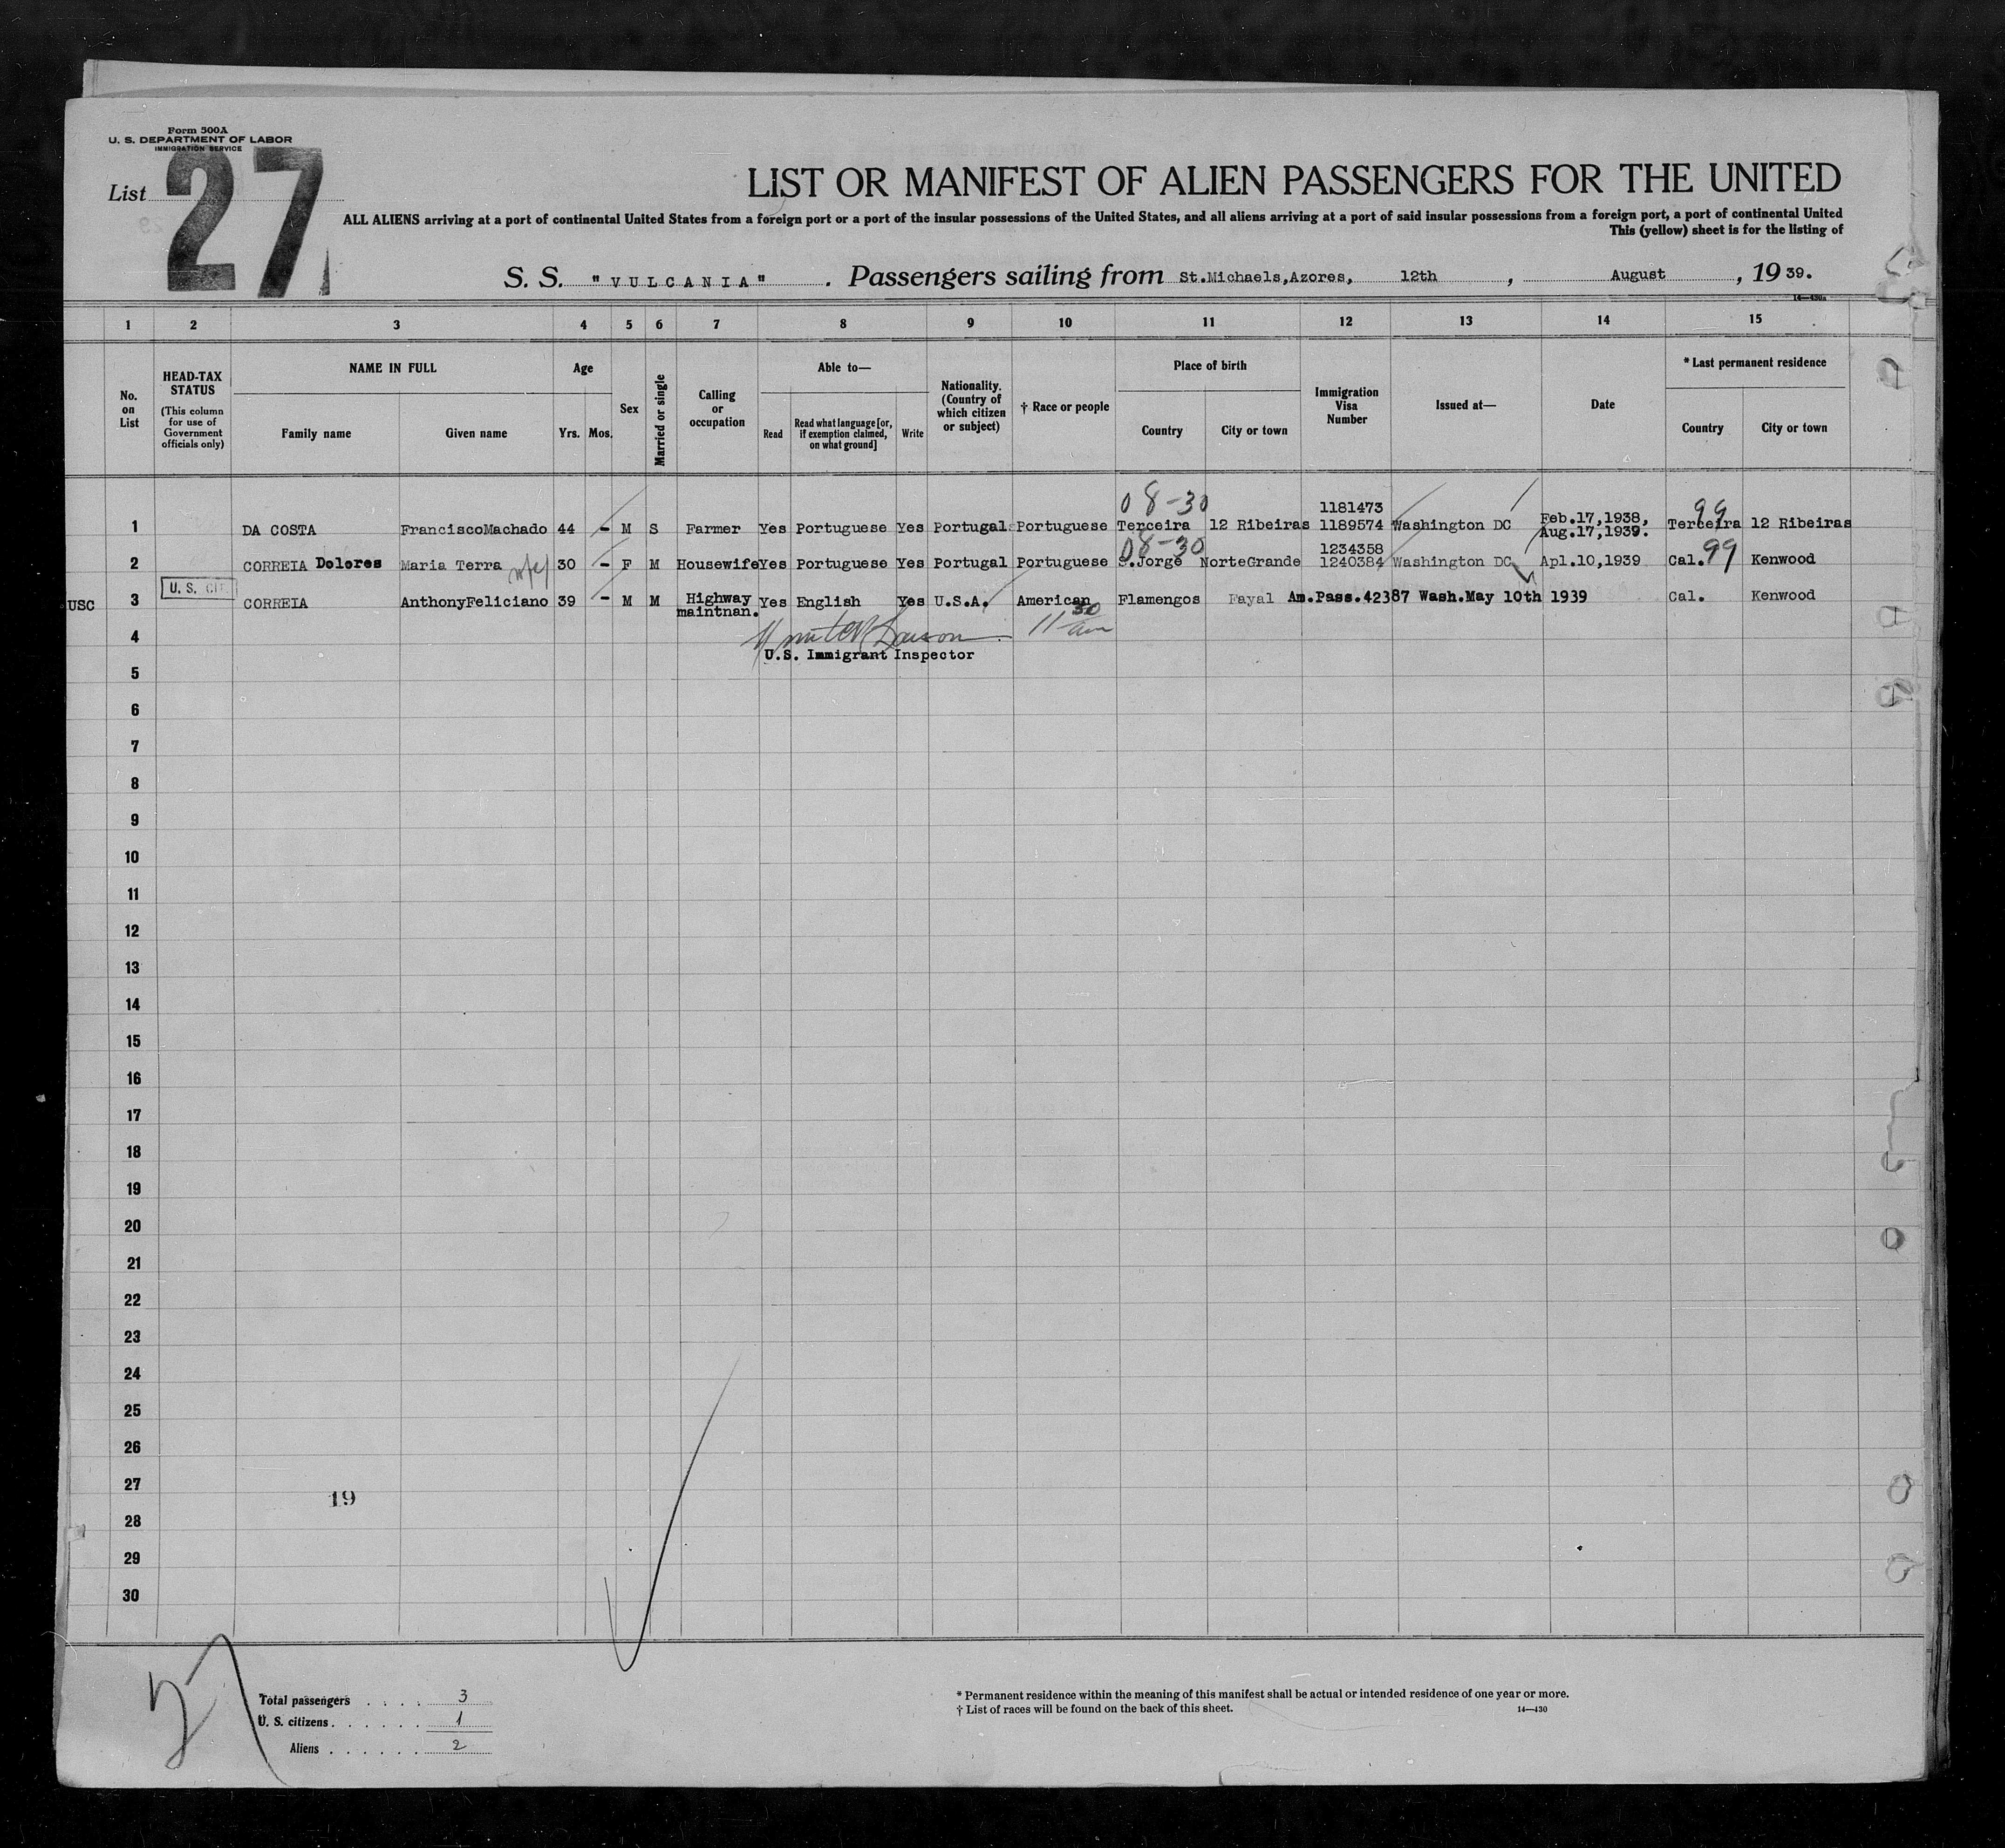 Form 500A
U. S. DEPARTMENT OF LABOR
IMMIGRATION SERVICE
List 27
LIST OR MANIFEST OF ALIEN PASSENGERS FOR THE UNITED
ALL ALIENS arriving at a port of continental United States from a foreign port or a port of the insular possessions of the United States, and all aliens arriving at a port of said insular possessions from a foreign port, a port of continental United
This (yellow) sheet is for the listing of
S. S. "VULCANIA". Passengers sailing from St.Michaels,Azores, 12th, August, 19 39.
14—430a
1 2 3 4 5 6 7 8 9 10 11 12 13 14 15
No. on List
HEAD-TAX STATUS
(This column for use of Government officials only)
NAME IN FULL
Family name Given name
Age
Yrs. Mos.
Sex
Married or single
Calling or occupation
Able to—
Read
Read what language [or, if exemption claimed, on what ground]
Write
Nationality. (Country of which citizen or subject)
† Race or people
Place of birth
Country City or town
Immigration Visa Number
Issued at—
Date
* Last permanent residence
Country City or town
08-30 1181473 99
1 DA COSTA FranciscoMachado 44 - M S Farmer Yes Portuguese Yes Portugal Portuguese Terceira 12 Ribeiras 1189574 Washington DC Feb.17,1938, Aug.17,1939. Terceira 12 Ribeiras
08-30 1234358 99
2 CORREIA Dolores Maria Terra 30 - F M Housewife Yes Portuguese Yes Portugal Portuguese S.Jorge NorteGrande 1240384 Washington DC Apl.10,1939 Cal. Kenwood
U. S. CIT
USC 3 CORREIA AnthonyFeliciano 39 - M M Highway maintnan. Yes English Yes U.S.A. American Flamengos Fayal Am.Pass.42387 Wash.May 10th 1939 Cal. Kenwood
4 11 30 am
U.S. Immigrant Inspector
5
6
7
8
9
10
11
12
13
14
15
16
17
18
19
20
21
22
23
24
25
26
27
19
28
29
30
27
Total passengers . . . . 3
U. S. citizens . . . . . . 1
Aliens . . . . . . 2
* Permanent residence within the meaning of this manifest shall be actual or intended residence of one year or more.
† List of races will be found on the back of this sheet.
14—430